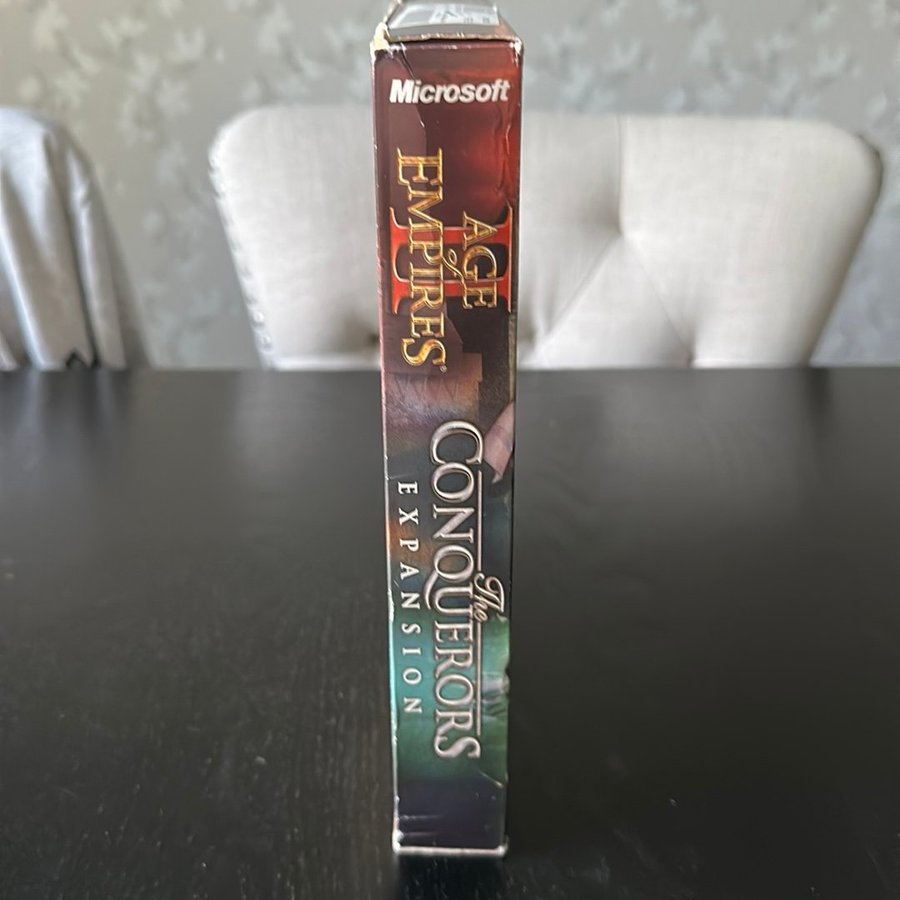 Microsoft
AGE
of
EMPIRES
II
The
CONQUERORS
EXPANSION